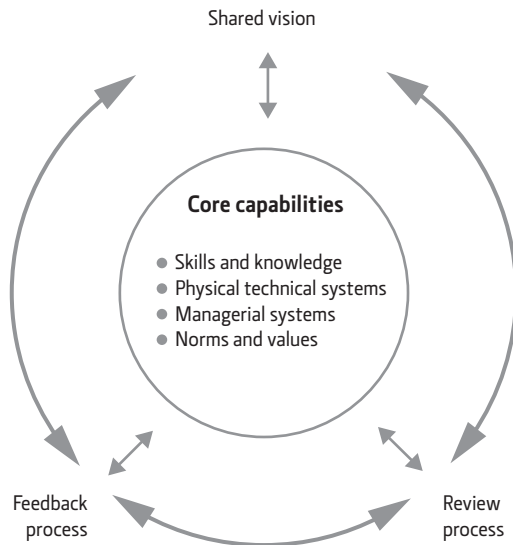 Shared vision
Core capabilities
Skills and knowledge
Physical technical systems
Managerial systems
Norms and values
Feedback
process
Review
process